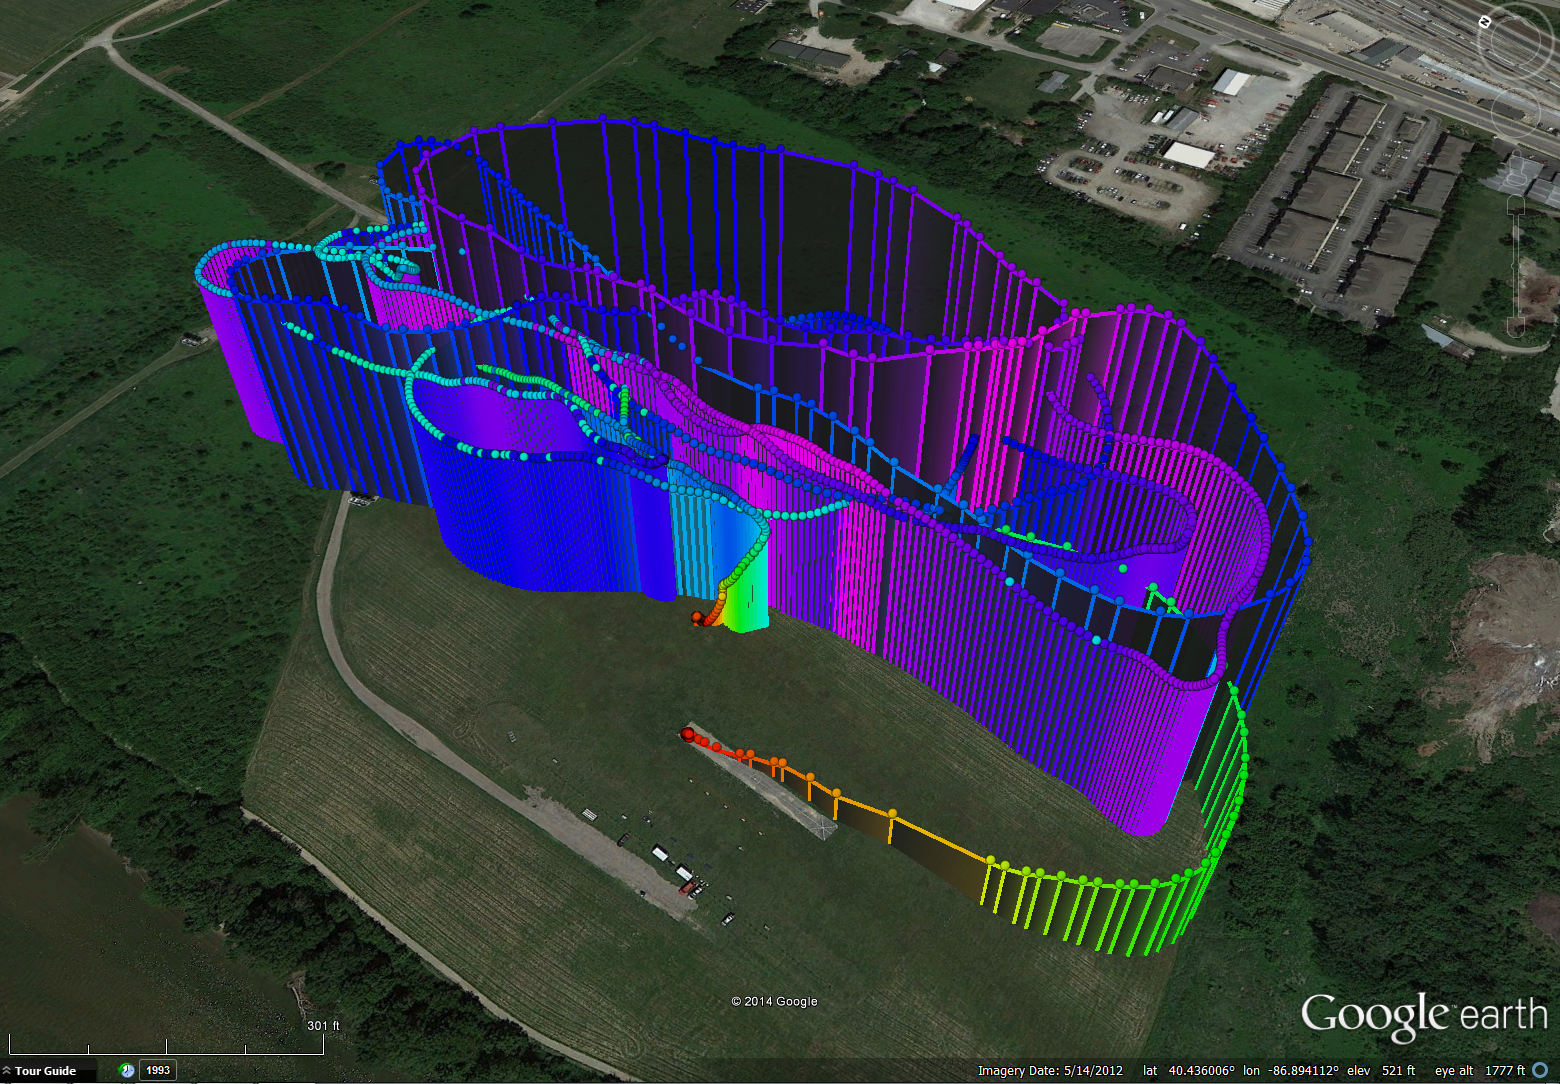 N
© 2014 Google
Google earth
301 ft
Tour Guide
1993
Imagery Date: 5/14/2012 lat 40.436006° lon -86.894112° elev 521 ft eye alt 1777 ft